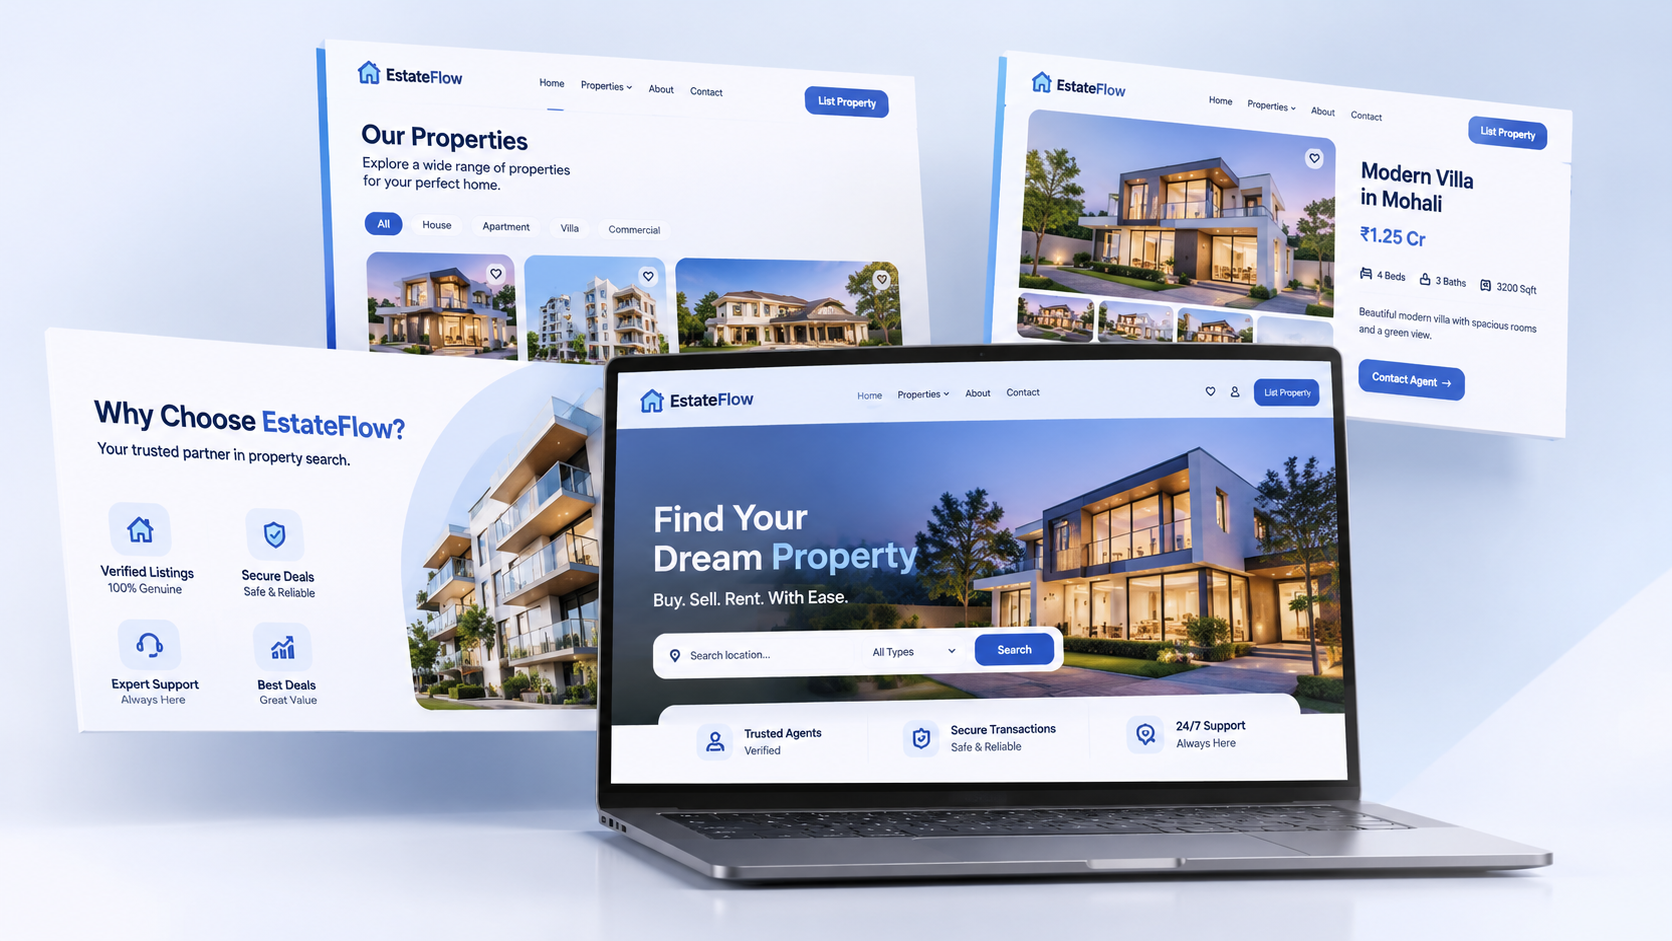 EstateFlow
Home
Properties
About
Contact
List Property
Our Properties
Explore a wide range of properties
for your perfect home.
All
House
Apartment
Villa
Commercial
EstateFlow
Home
Properties
About
Contact
List Property
Modern Villa
in Mohali
₹1.25 Cr
4 Beds
3 Baths
3200 Sqft
Beautiful modern villa with spacious rooms
and a green view.
Contact Agent →
Why Choose EstateFlow?
Your trusted partner in property search.
Verified Listings
100% Genuine
Secure Deals
Safe & Reliable
Expert Support
Always Here
Best Deals
Great Value
EstateFlow
Home
Properties
About
Contact
List Property
Find Your
Dream Property
Buy. Sell. Rent. With Ease.
Search location...
All Types
Search
Trusted Agents
Verified
Secure Transactions
Safe & Reliable
24/7 Support
Always Here